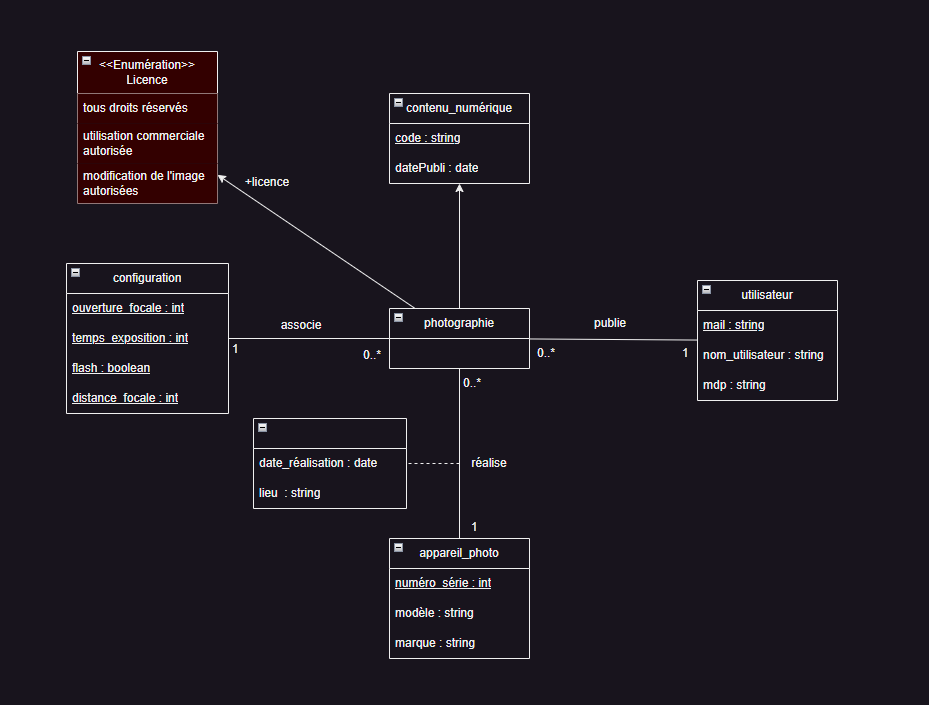 <<Enumération>>
Licence
tous droits réservés
utilisation commerciale
autorisée
modification de l'image
autorisées
+licence
contenu_numérique
code : string
datePubli : date
configuration
ouverture_focale : int
temps_exposition : int
flash : boolean
distance_focale : int
associe
1
0..*
photographie
publie
0..*
1
utilisateur
mail : string
nom_utilisateur : string
mdp : string
0..*
date_réalisation : date
lieu : string
réalise
1
appareil_photo
numéro_série : int
modèle : string
marque : string